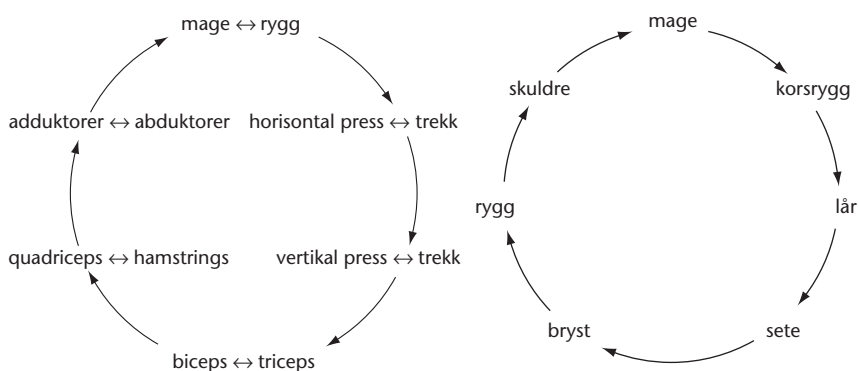 mage ↔ rygg
horisontal press ↔ trekk
vertikal press ↔ trekk
biceps ↔ triceps
quadriceps ↔ hamstrings
adduktorer ↔ abduktorer
mage
korsrygg
lår
sete
bryst
rygg
skuldre